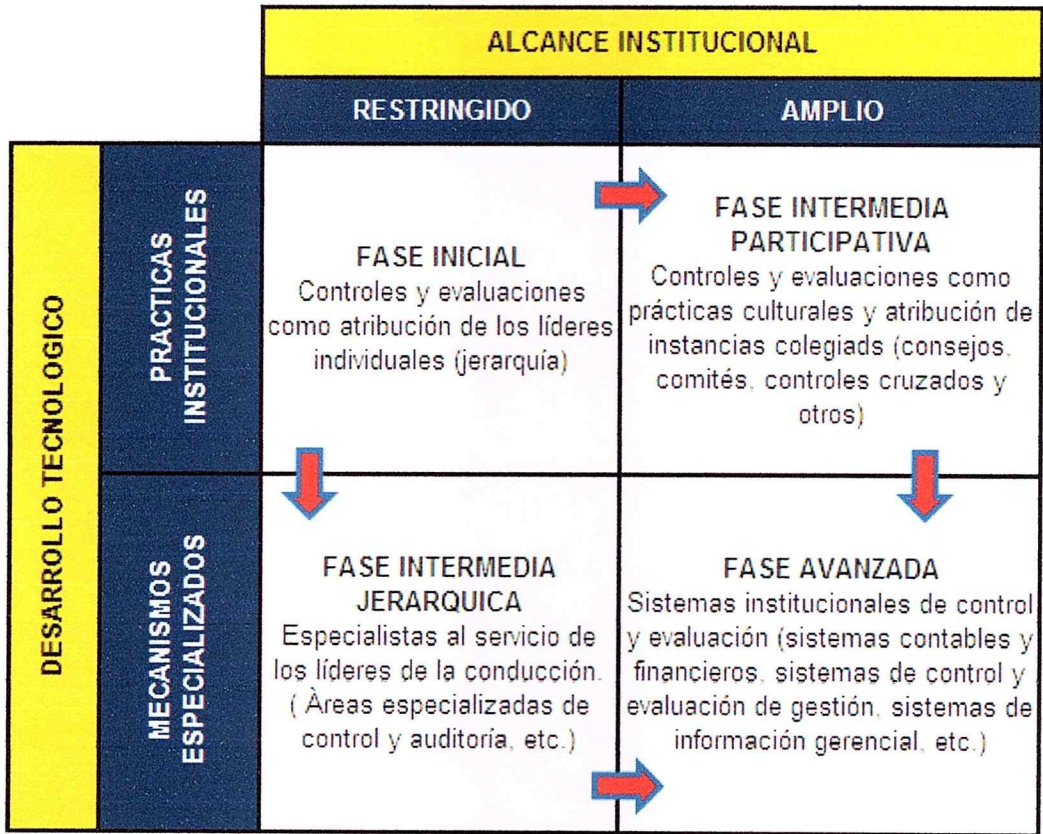 ALCANCE INSTITUCIONAL
RESTRINGIDO
AMPLIO
DESARROLLO TECNOLOGICO
PRACTICAS
INSTITUCIONALES
FASE INICIAL
Controles y evaluaciones
como atribución de los líderes
individuales (jerarquía)
FASE INTERMEDIA
PARTICIPATIVA
Controles y evaluaciones como
prácticas culturales y atribución de
instancias colegiads (consejos,
comités, controles cruzados y
otros)
MECANISMOS
ESPECIALIZADOS
FASE INTERMEDIA
JERARQUICA
Especialistas al servicio de
los líderes de la conducción.
( Àreas especializadas de
control y auditoría, etc.)
FASE AVANZADA
Sistemas institucionales de control
y evaluación (sistemas contables y
financieros, sistemas de control y
evaluación de gestión, sistemas de
información gerencial, etc.)